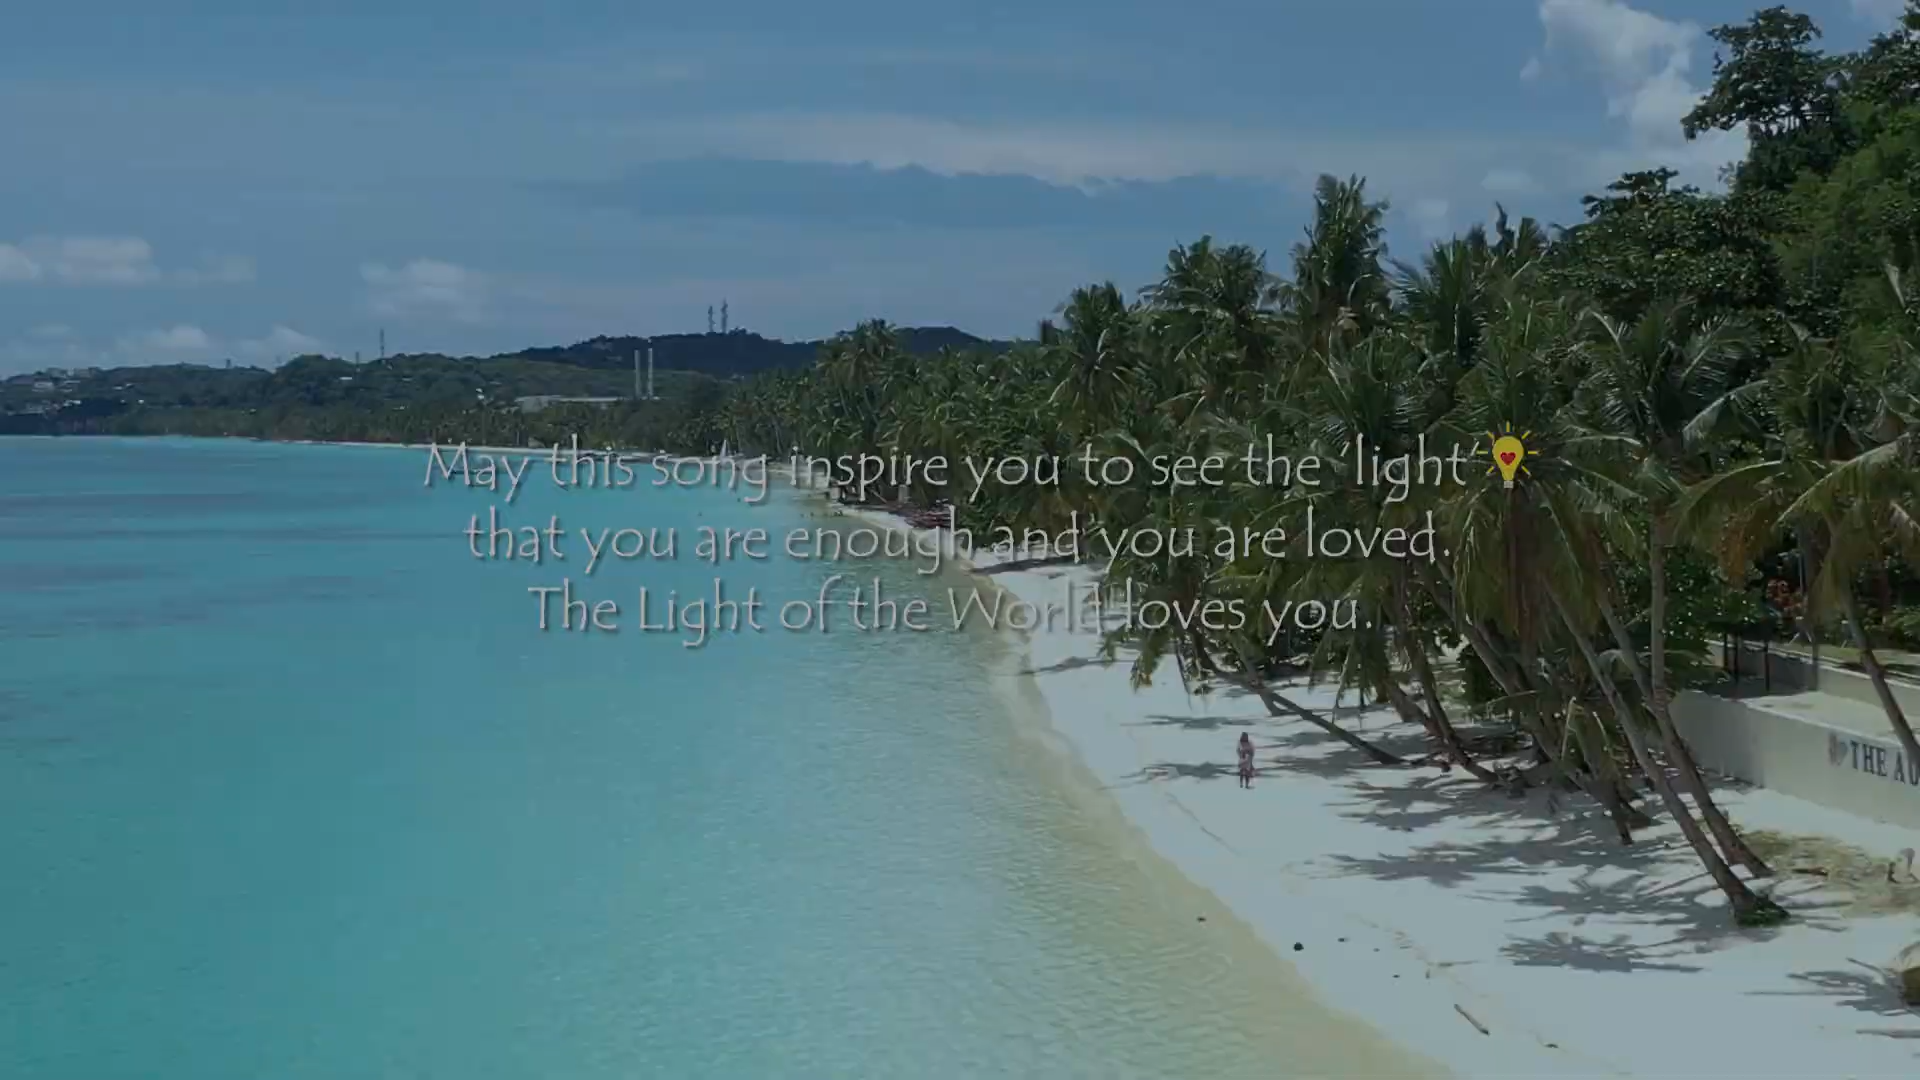 May this song inspire you to see the 'light'
that you are enough and you are loved.
The Light of the World loves you.
THE